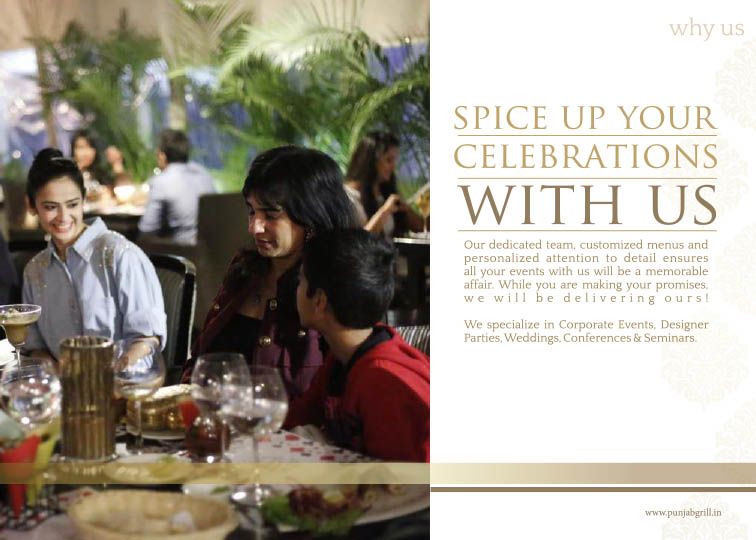 why us
SPICE UP YOUR
CELEBRATIONS
WITH US
Our dedicated team, customized menus and
personalized attention to detail ensures
all your events with us will be a memorable
affair. While you are making your promises,
we will be delivering ours!
We specialize in Corporate Events, Designer
Parties, Weddings, Conferences & Seminars.
www.punjabgrill.in